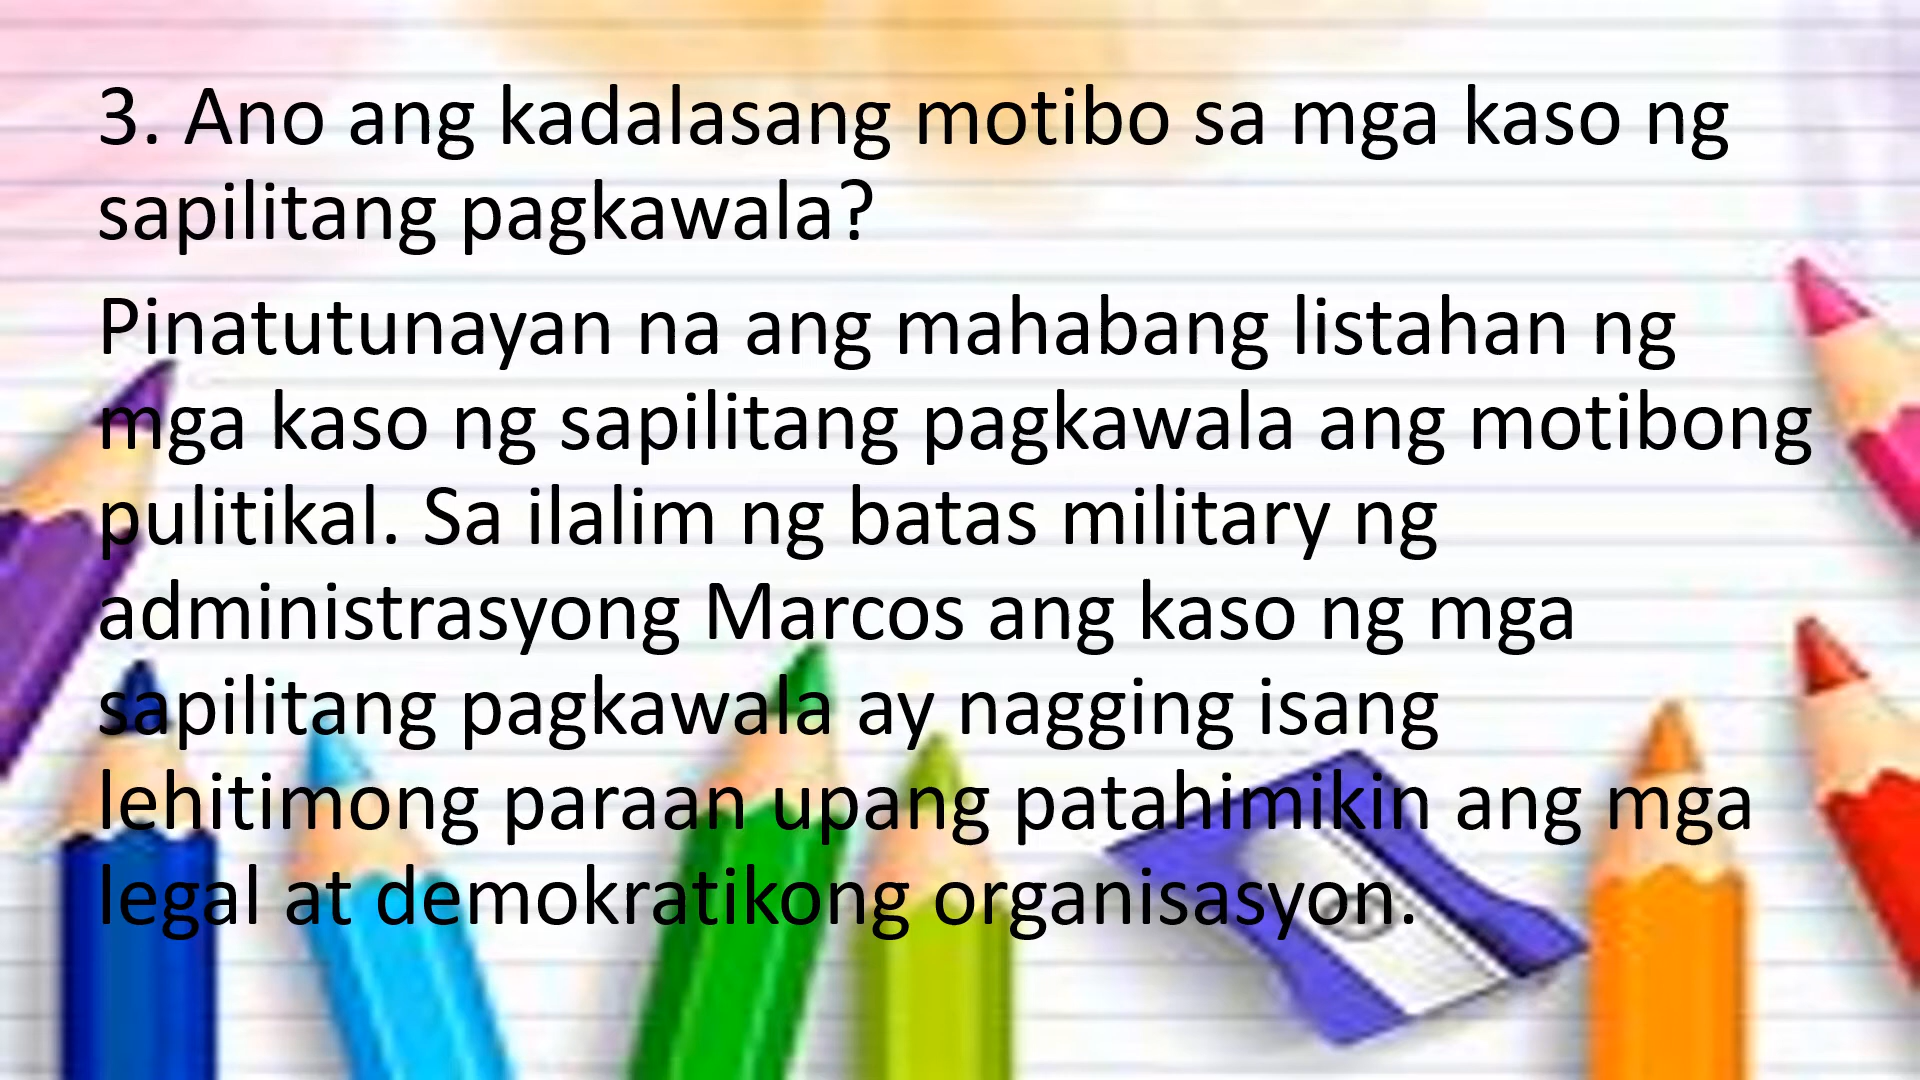 3. Ano ang kadalasang motibo sa mga kaso ng
sapilitang pagkawala?
Pinatutunayan na ang mahabang listahan ng
mga kaso ng sapilitang pagkawala ang motibong
pulitikal. Sa ilalim ng batas military ng
administrasyong Marcos ang kaso ng mga
sapilitang pagkawala ay nagging isang
lehitimong paraan upang patahimikin ang mga
legal at demokratikong organisasyon.